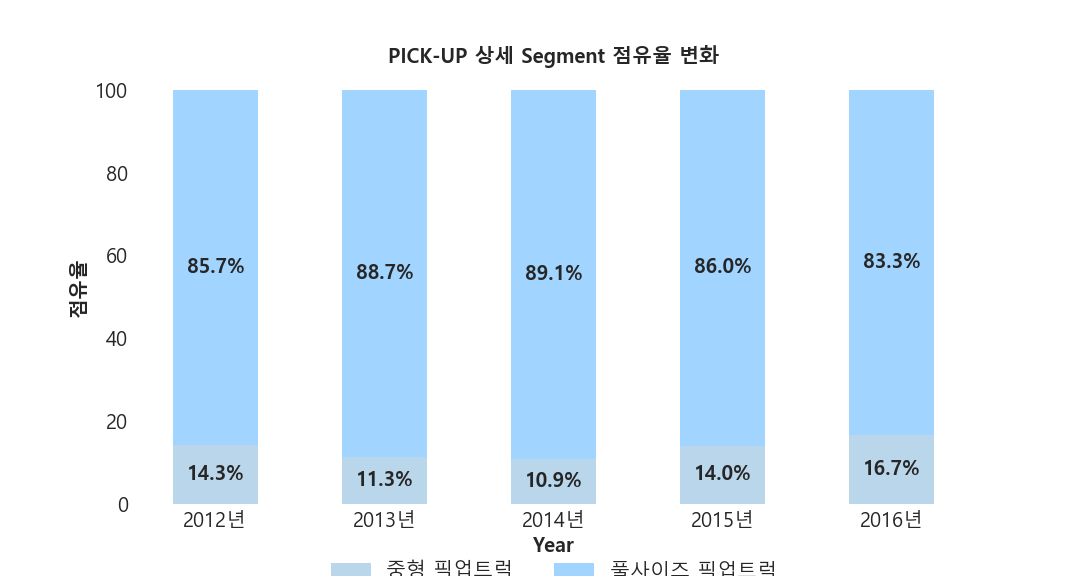 PICK-UP 상세 Segment 점유율 변화
100
80
60
40
20
0
점유율
85.7% 88.7% 89.1% 86.0% 83.3%
14.3% 11.3% 10.9% 14.0% 16.7%
2012년 2013년 2014년 2015년 2016년
Year
중형 픽업트럭 풀사이즈 픽업트럭